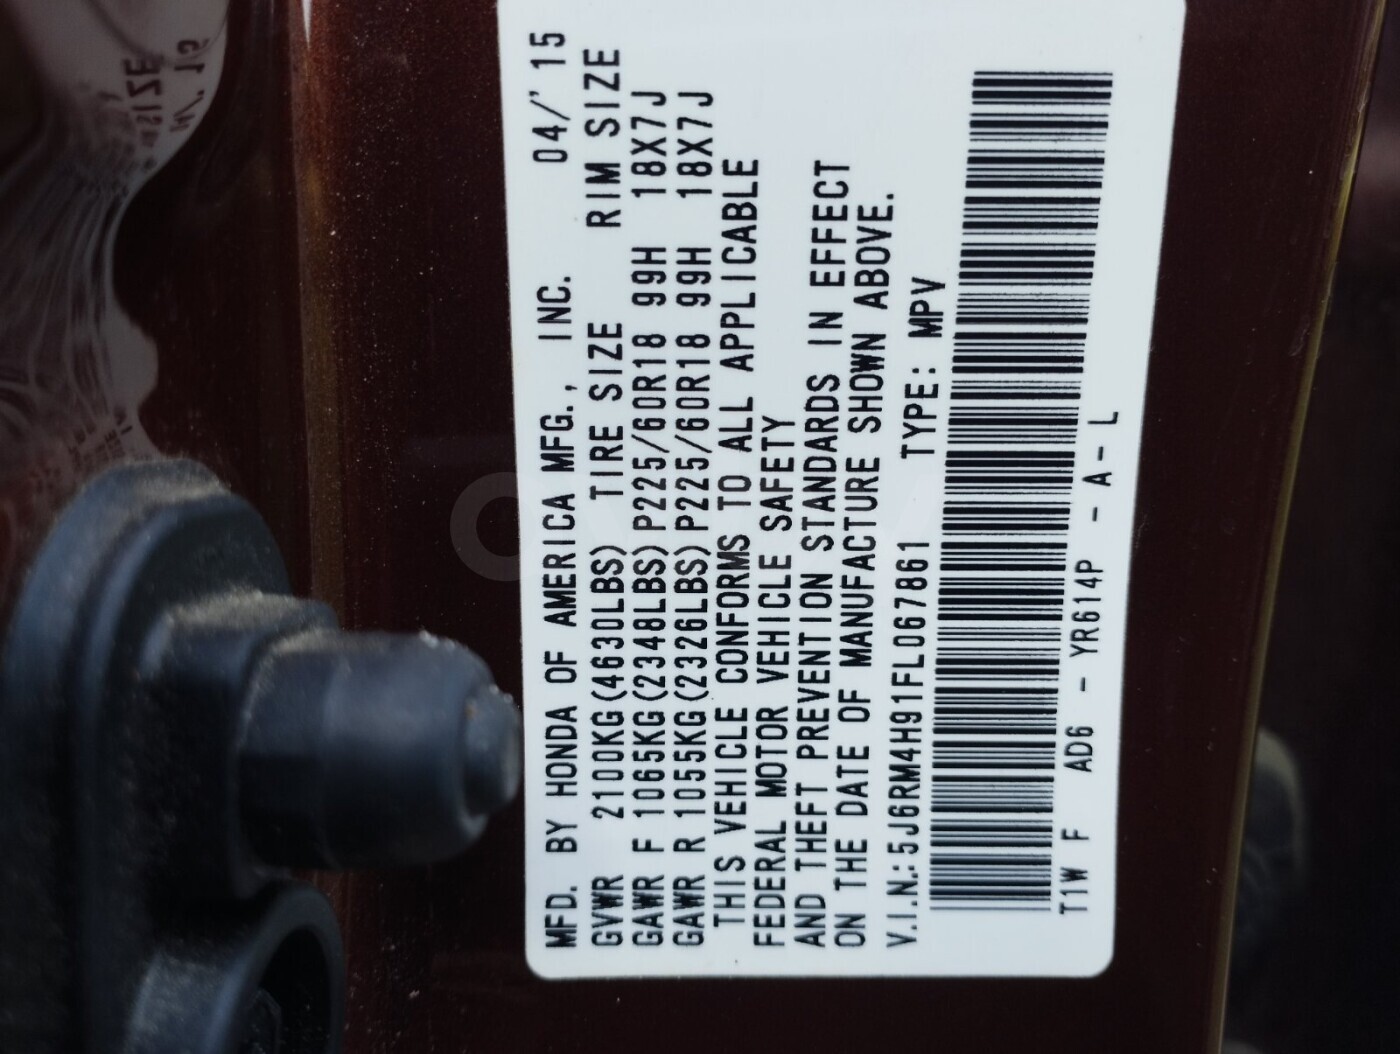 MFD. BY HONDA OF AMERICA MFG., INC. 04/'15
GVWR 2100KG(4630LBS) TIRE SIZE RIM SIZE
GAWR F 1065KG(2348LBS) P225/60R18 99H 18X7J
GAWR R 1055KG(2326LBS) P225/60R18 99H 18X7J
THIS VEHICLE CONFORMS TO ALL APPLICABLE
FEDERAL MOTOR VEHICLE SAFETY
AND THEFT PREVENTION STANDARDS IN EFFECT
ON THE DATE OF MANUFACTURE SHOWN ABOVE.
V.I.N.:5J6RM4H91FL067861 TYPE: MPV
T1W F AD6 - YR614P - A- L